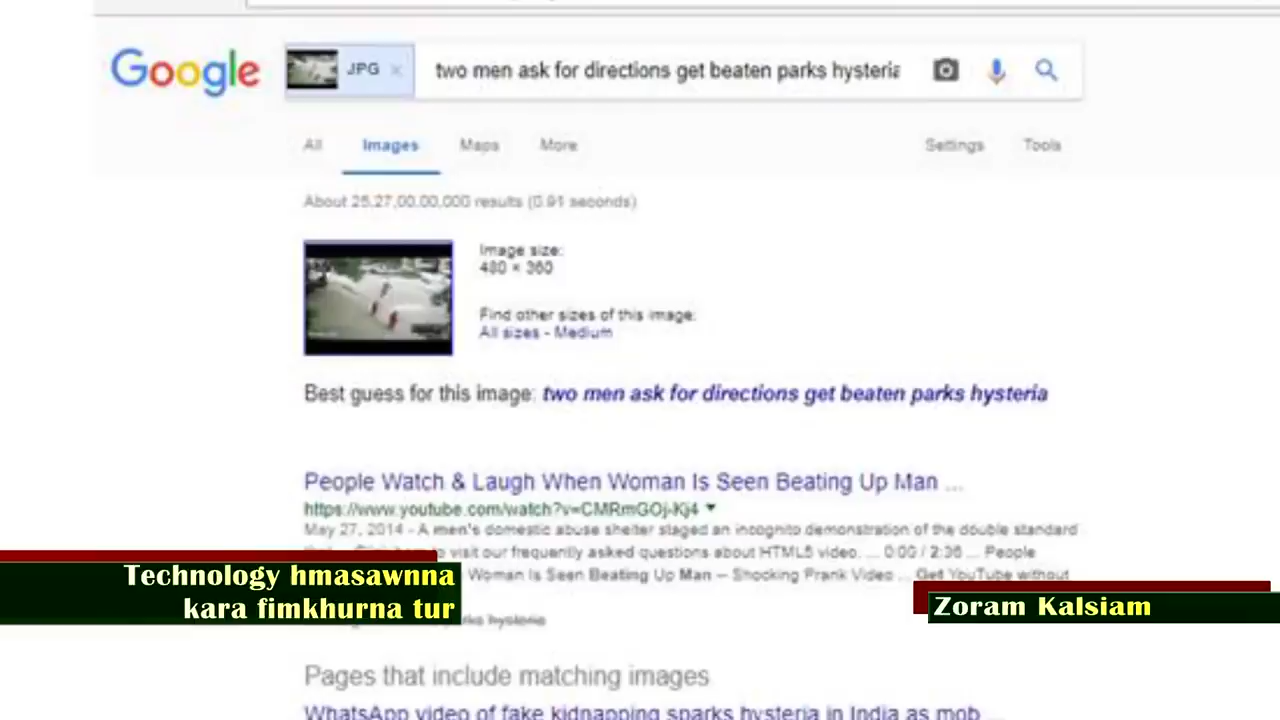 Google
JPG × two men ask for directions get beaten parks hysteria
All Images Maps More Settings Tools
About 25,27,00,00,000 results (0.91 seconds)
Image size:
480 × 360
Find other sizes of this image:
All sizes - Medium
Best guess for this image: two men ask for directions get beaten parks hysteria
People Watch & Laugh When Woman Is Seen Beating Up Man ...
https://www.youtube.com/watch?v=CMRmGOj-Kj4
May 27, 2014 - A men's domestic abuse shelter staged an incognito demonstration of the double standard
to visit our frequently asked questions about HTML5 video. ... 0:00 / 2:36 ... People
Woman Is Seen Beating Up Man – Shocking Prank Video ... Get YouTube without
hysteria
Technology hmasawnna
kara fimkhurna tur
Zoram Kalsiam
Pages that include matching images
WhatsApp video of fake kidnapping sparks hysteria in India as mob ...